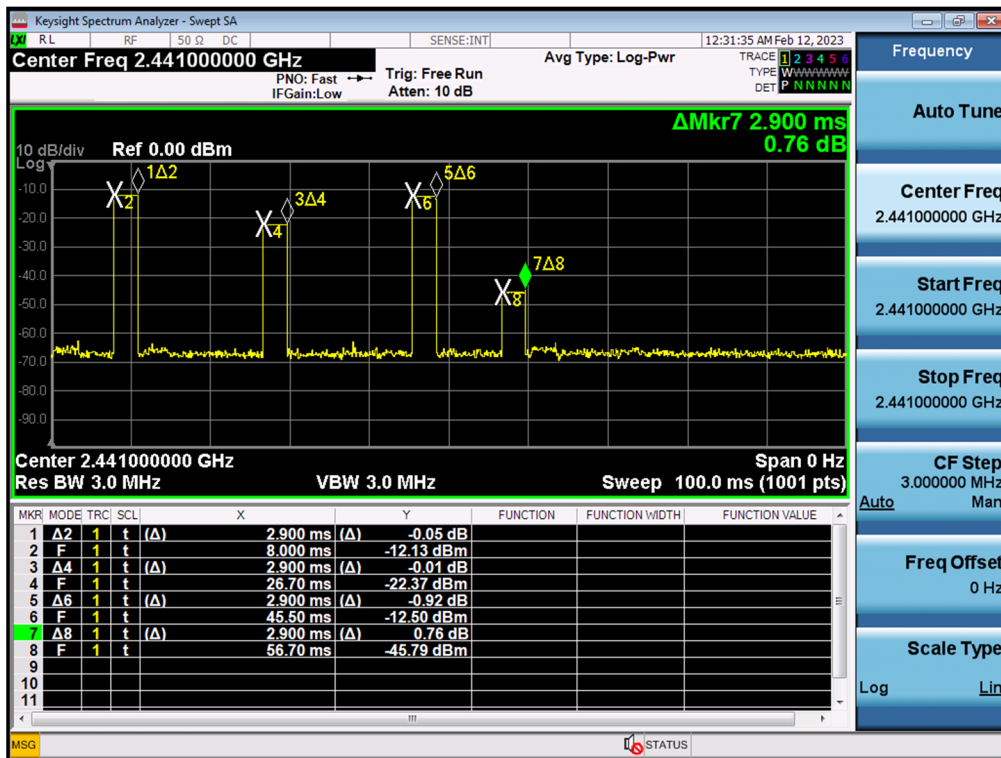 Keysight Spectrum Analyzer - Swept SA
LXI RL RF 50 Ω DC SENSE:INT 12:31:35 AM Feb 12, 2023
Center Freq 2.441000000 GHz
PNO: Fast
IFGain:Low
Trig: Free Run
Atten: 10 dB
Avg Type: Log-Pwr
TRACE 1 2 3 4 5 6
TYPE WWWWWW
DET P N N N N N
ΔMkr7 2.900 ms
0.76 dB
10 dB/div Ref 0.00 dBm
Log
-10.0
-20.0
-30.0
-40.0
-50.0
-60.0
-70.0
-80.0
-90.0
1Δ2
X2
3Δ4
X4
5Δ6
X6
7Δ8
X8
Center 2.441000000 GHz Span 0 Hz
Res BW 3.0 MHz VBW 3.0 MHz Sweep 100.0 ms (1001 pts)
MKR MODE TRC SCL X Y FUNCTION FUNCTION WIDTH FUNCTION VALUE
1 Δ2 1 t (Δ) 2.900 ms (Δ) -0.05 dB
2 F 1 t 8.000 ms -12.13 dBm
3 Δ4 1 t (Δ) 2.900 ms (Δ) -0.01 dB
4 F 1 t 26.70 ms -22.37 dBm
5 Δ6 1 t (Δ) 2.900 ms (Δ) -0.92 dB
6 F 1 t 45.50 ms -12.50 dBm
7 Δ8 1 t (Δ) 2.900 ms (Δ) 0.76 dB
8 F 1 t 56.70 ms -45.79 dBm
9
10
11
MSG STATUS
Frequency
Auto Tune
Center Freq
2.441000000 GHz
Start Freq
2.441000000 GHz
Stop Freq
2.441000000 GHz
CF Step
3.000000 MHz
Auto Man
Freq Offset
0 Hz
Scale Type
Log Lin